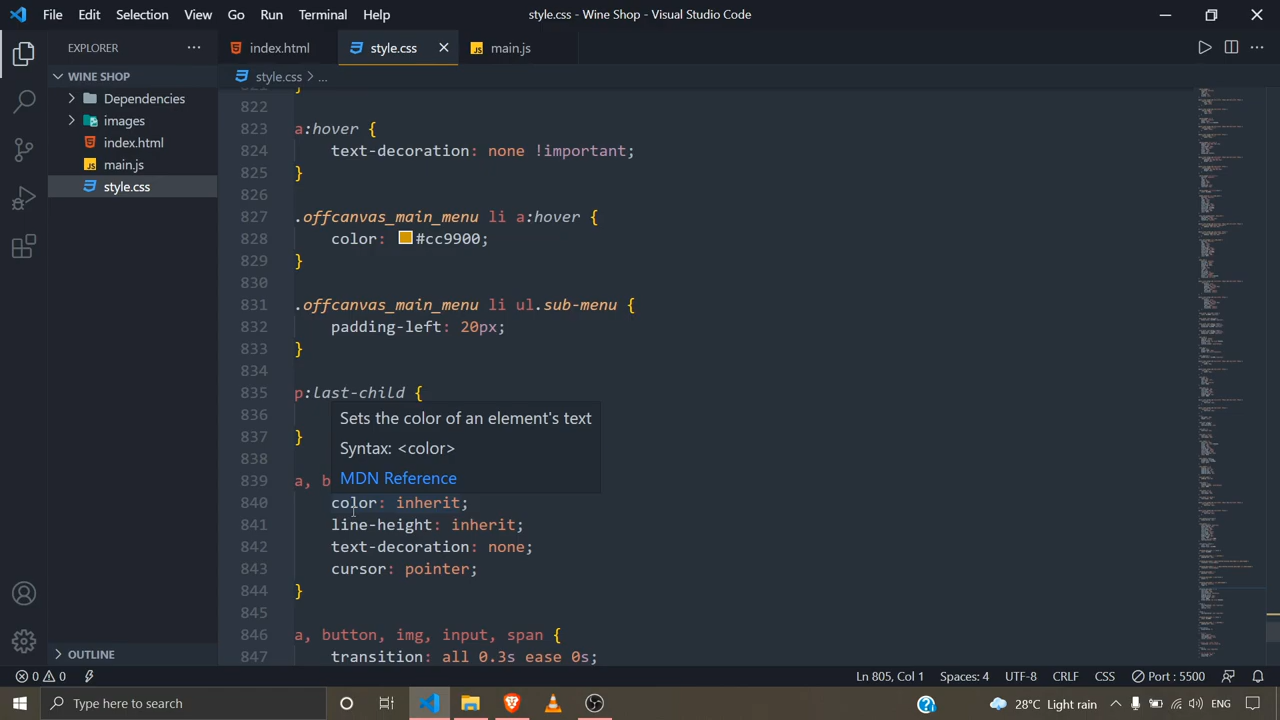 File Edit Selection View Go Run Terminal Help
style.css - Wine Shop - Visual Studio Code
EXPLORER
index.html
style.css
main.js
WINE SHOP
style.css > ...
Dependencies
images
index.html
main.js
style.css
822
823 a:hover {
824 text-decoration: none !important;
825 }
826
827 .offcanvas_main_menu li a:hover {
828 color: #cc9900;
829 }
830
831 .offcanvas_main_menu li ul.sub-menu {
832 padding-left: 20px;
833 }
834
835 p:last-child {
836
837 }
838
Sets the color of an element's text
Syntax: <color>
MDN Reference
839 a, b
840 color: inherit;
841 line-height: inherit;
842 text-decoration: none;
843 cursor: pointer;
844 }
845
846 a, button, img, input, span {
847 transition: all 0.3s ease 0s;
OUTLINE
0 0
Ln 805, Col 1
Spaces: 4
UTF-8
CRLF
CSS
Port : 5500
Type here to search
28°C Light rain
ENG